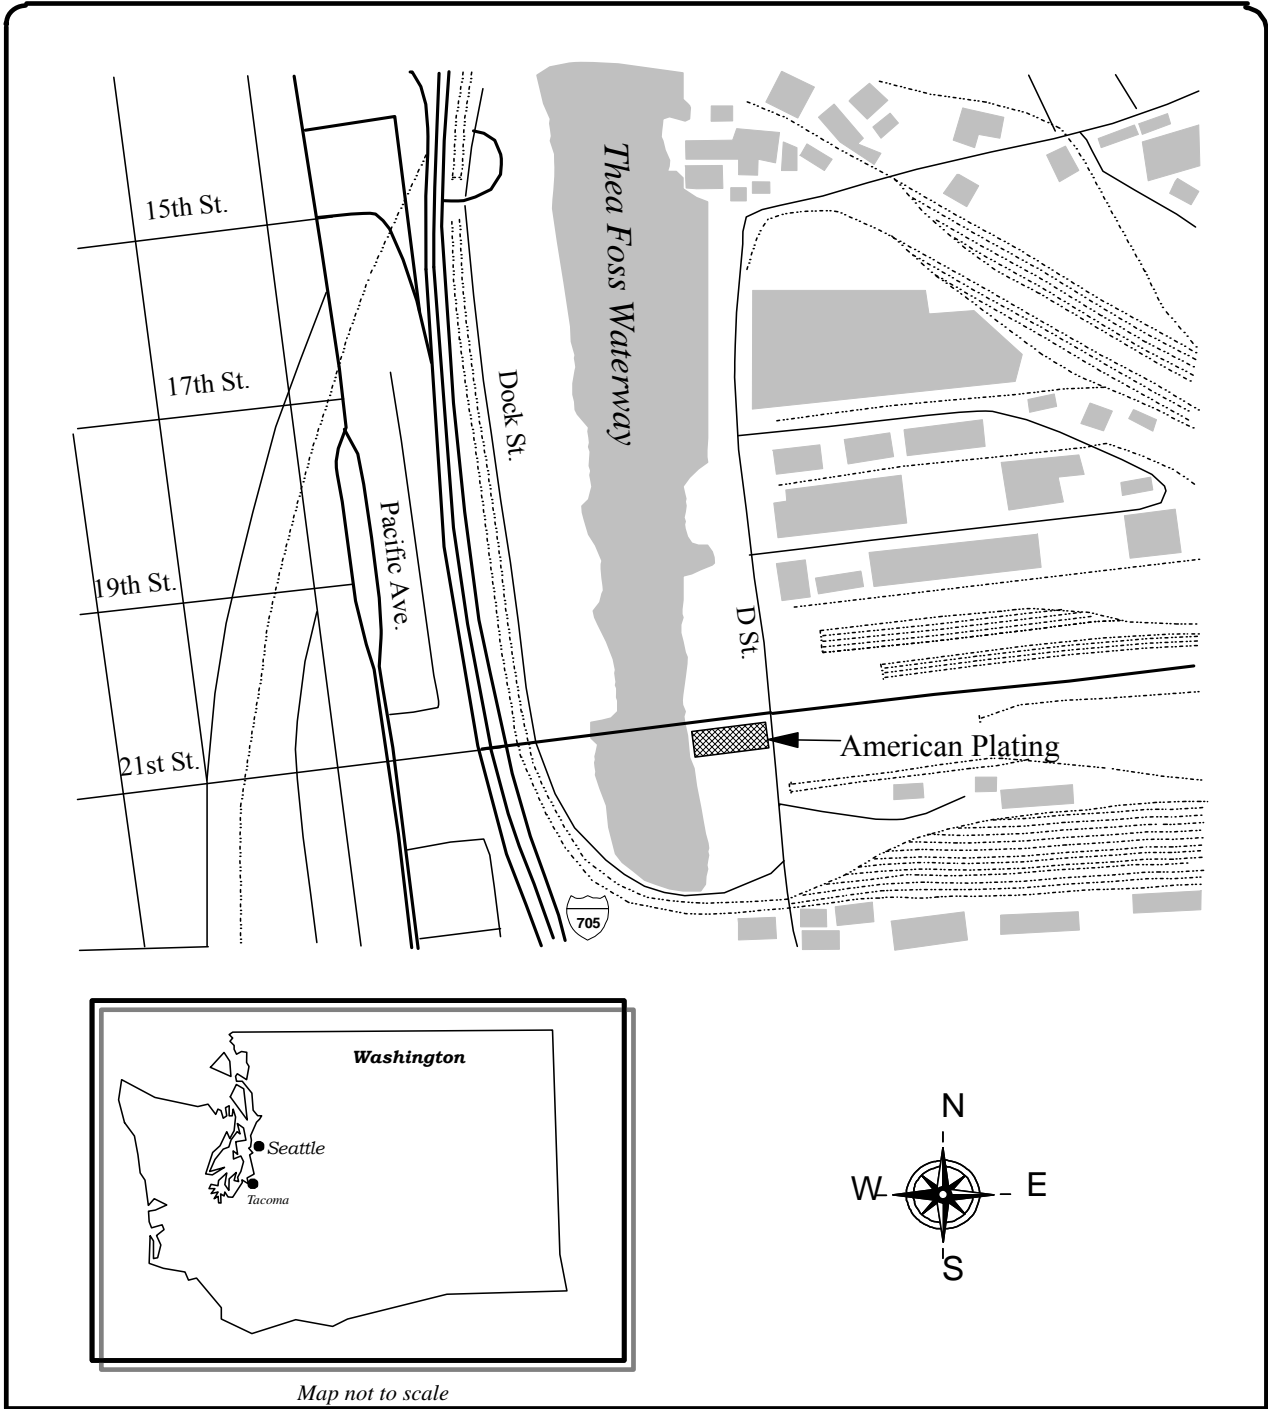 15th St.
17th St.
19th St.
21st St.
Pacific Ave.
Dock St.
Thea Foss Waterway
D St.
American Plating
705
Washington
Seattle
Tacoma
Map not to scale
N
W
E
S